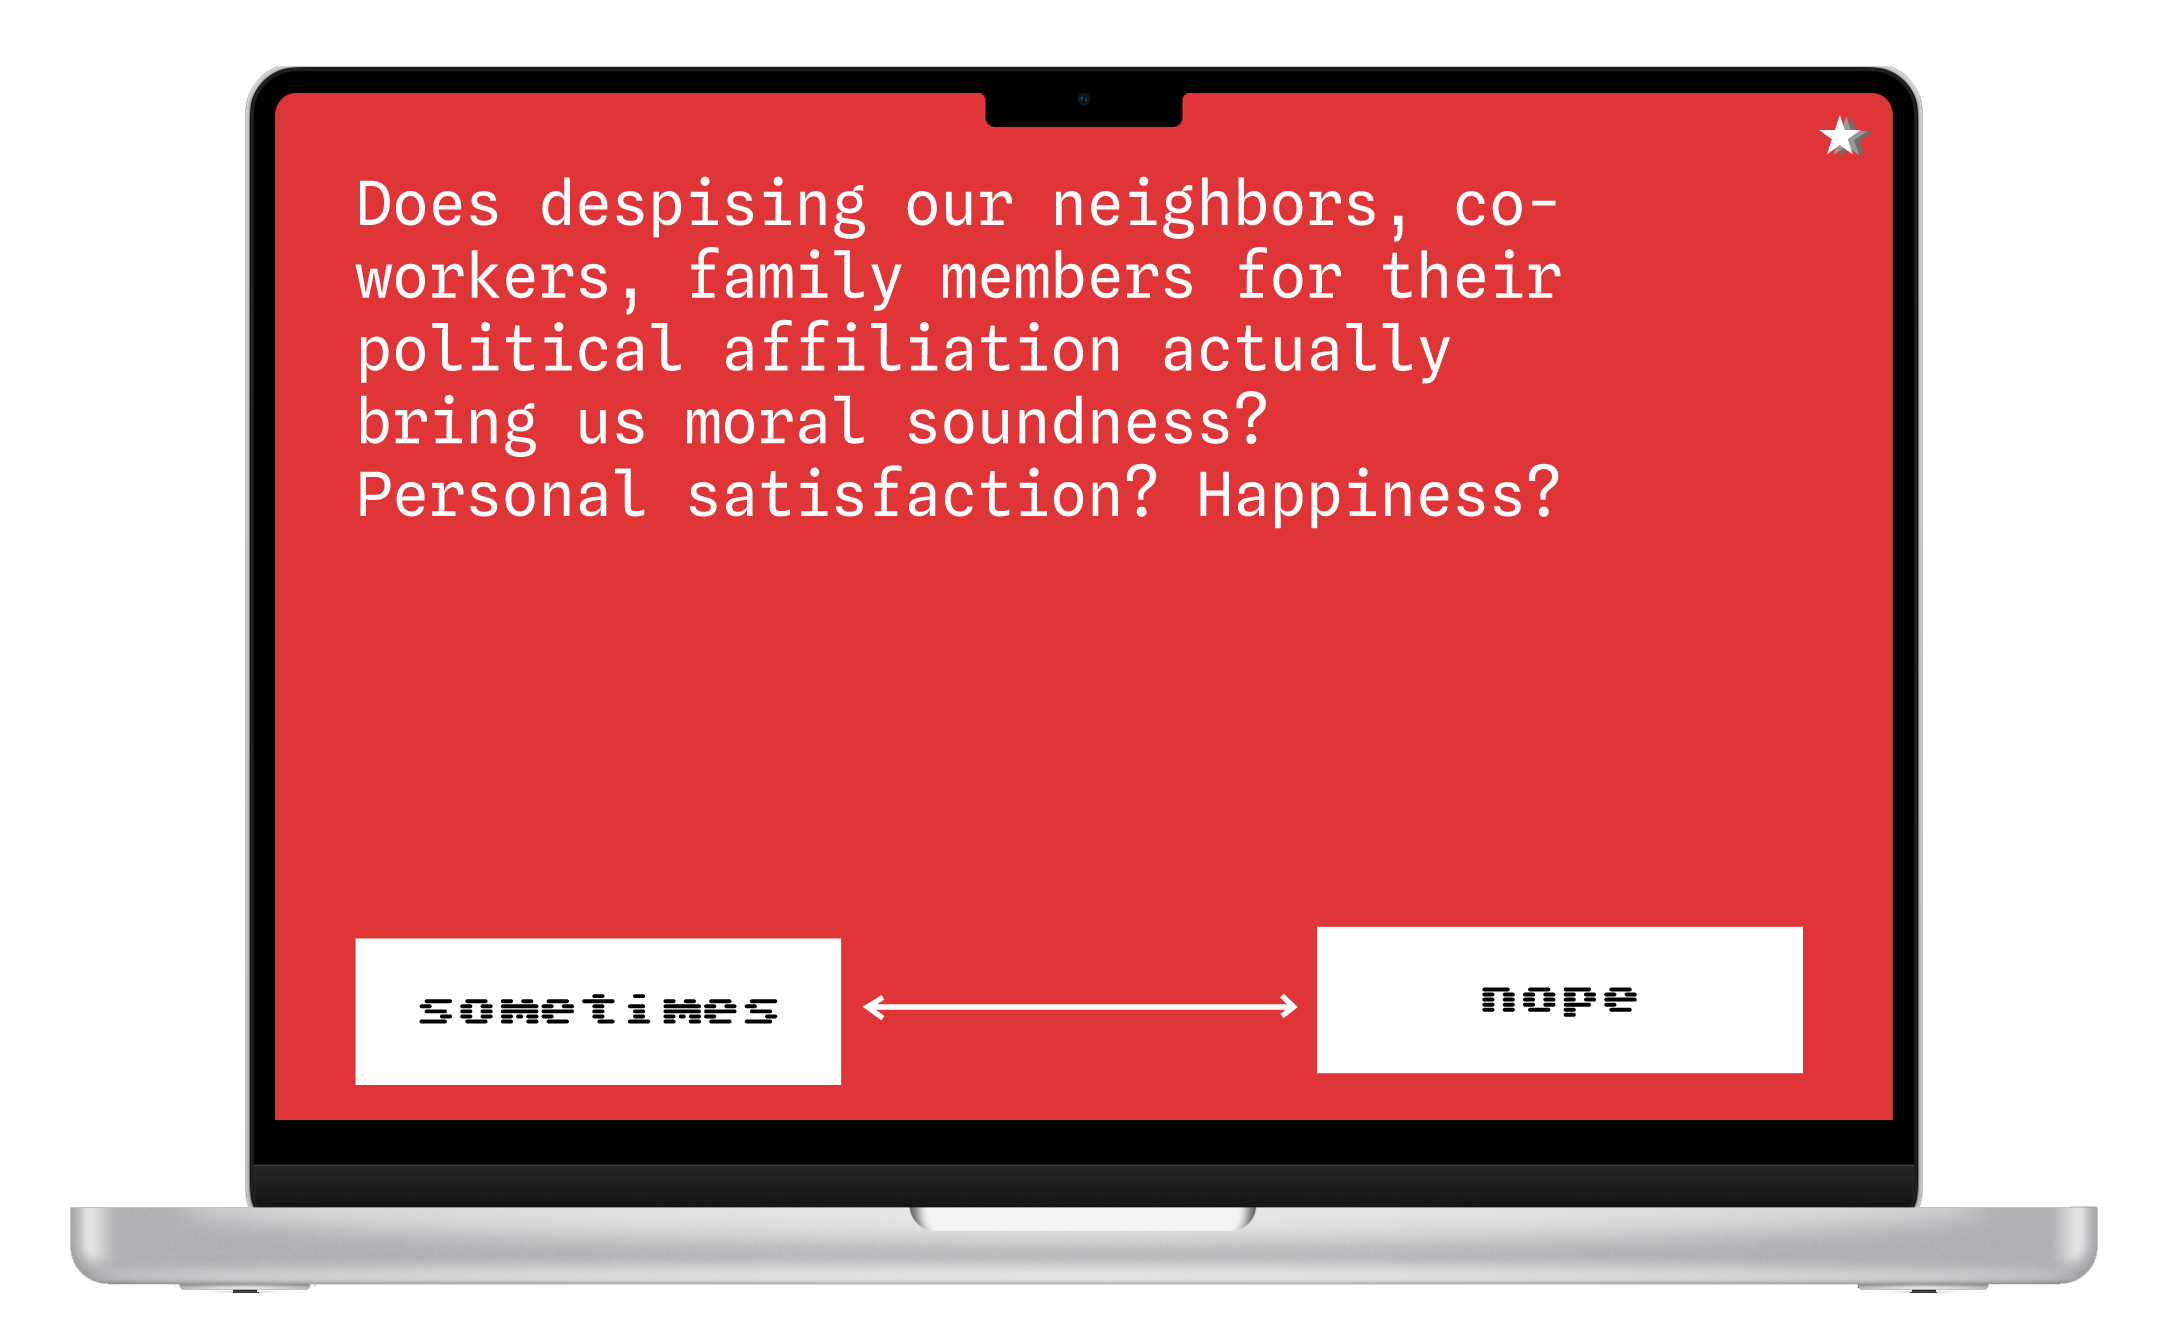 Does despising our neighbors, co-
workers, family members for their
political affiliation actually
bring us moral soundness?
Personal satisfaction? Happiness?
sometimes
nope